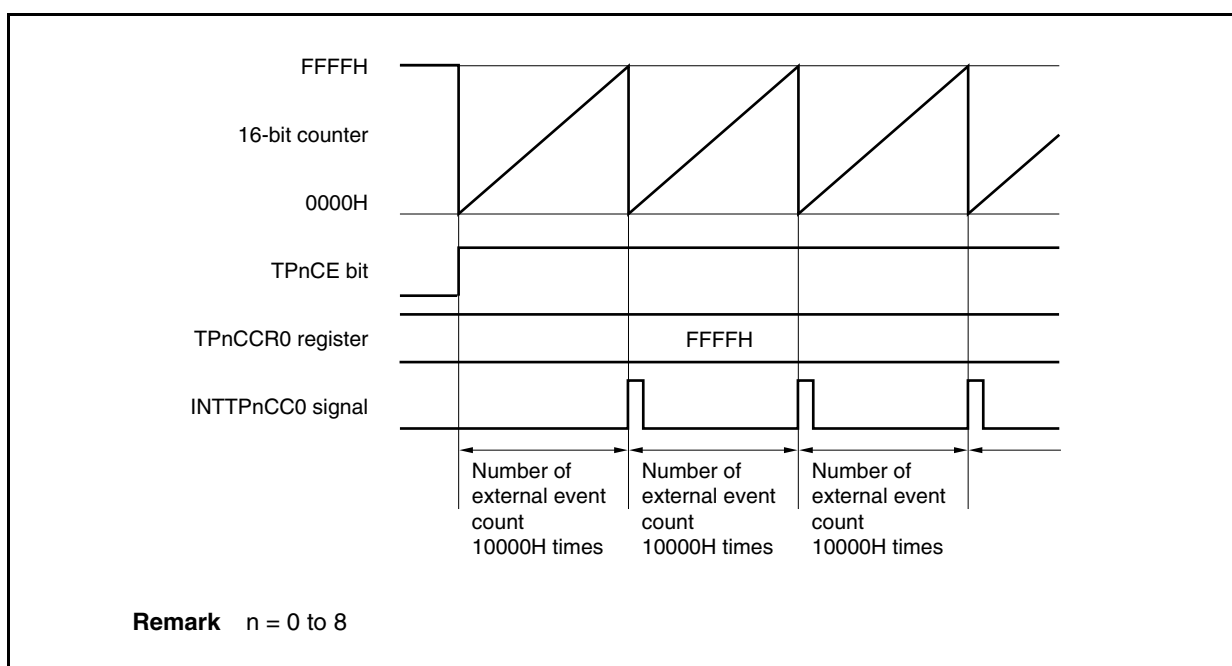 FFFFH
16-bit counter
0000H
TPnCE bit
TPnCCR0 register
FFFFH
INTTPnCC0 signal
Number of
external event
count
10000H times
Number of
external event
count
10000H times
Number of
external event
count
10000H times
Remark n = 0 to 8